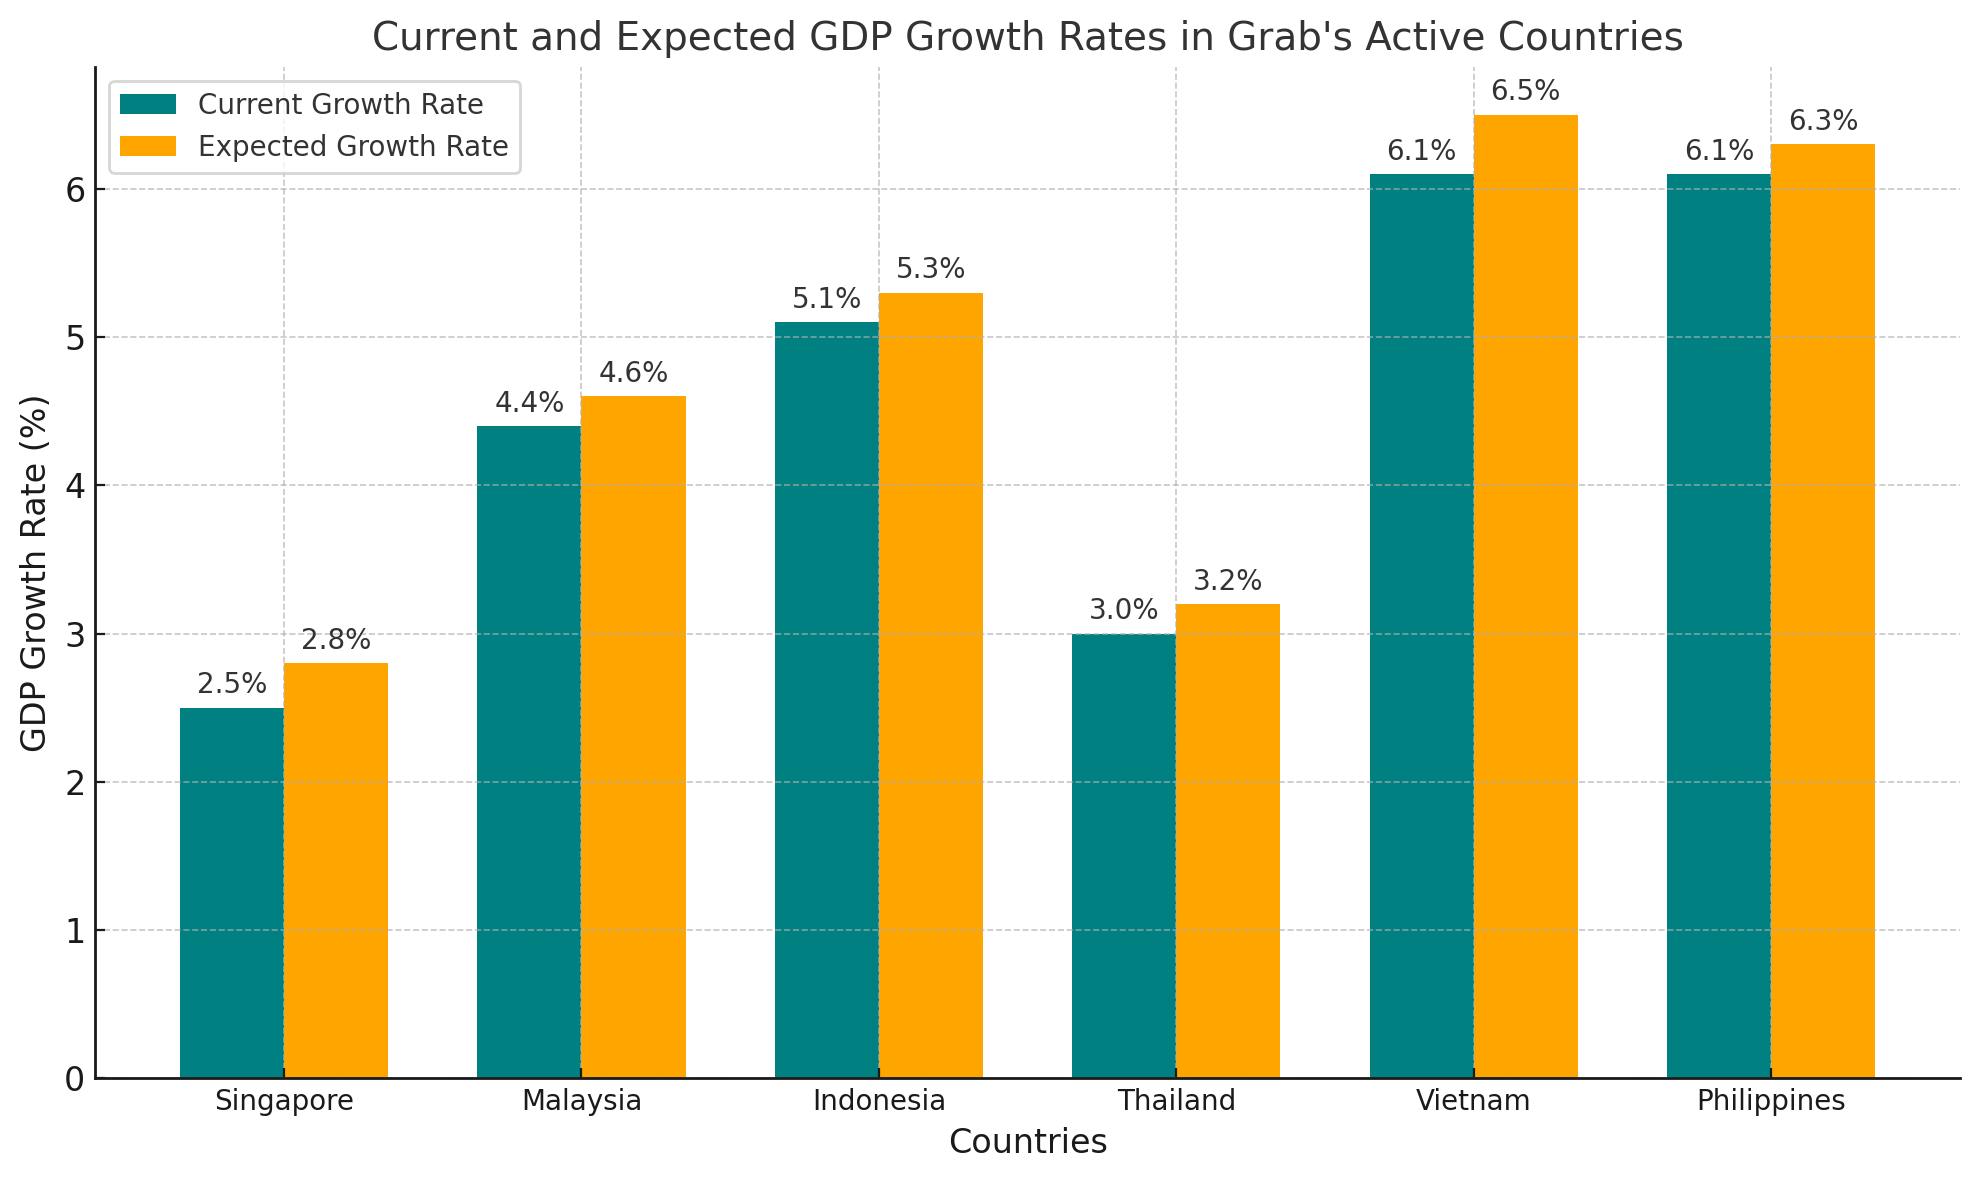 Current and Expected GDP Growth Rates in Grab's Active Countries
Current Growth Rate
Expected Growth Rate
GDP Growth Rate (%)
6
5
4
3
2
1
0
2.5%
2.8%
4.4%
4.6%
5.1%
5.3%
3.0%
3.2%
6.1%
6.5%
6.1%
6.3%
Singapore
Malaysia
Indonesia
Thailand
Vietnam
Philippines
Countries